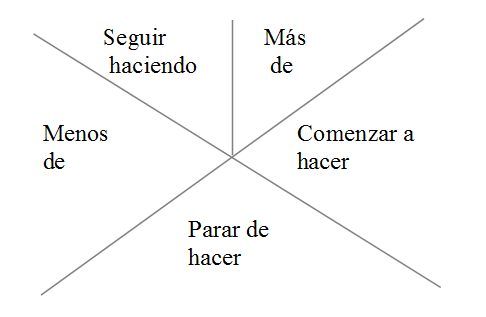 Seguir
haciendo
Más
de
Menos
de
Comenzar a
hacer
Parar de
hacer